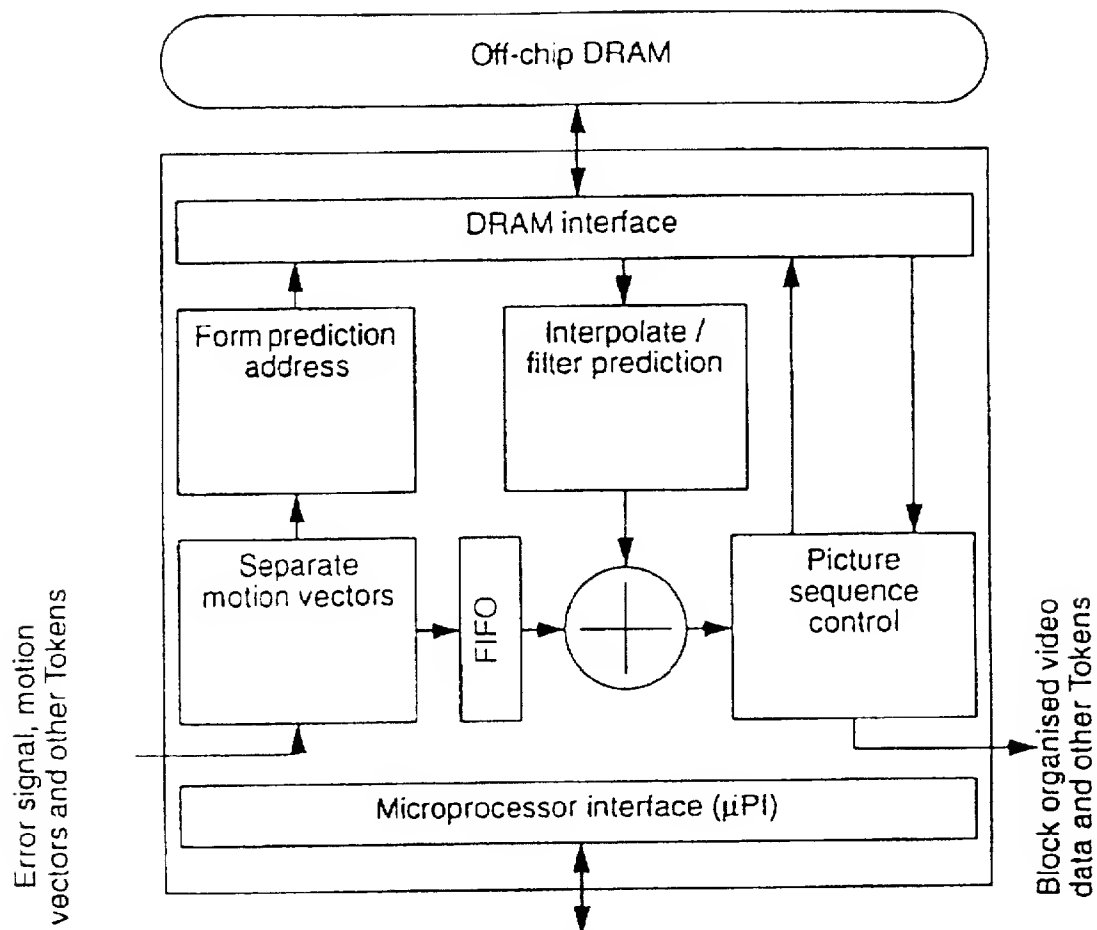 Off-chip DRAM
DRAM interface
Form prediction
address
Interpolate /
filter prediction
Separate
motion vectors
FIFO
Picture
sequence
control
Error signal, motion
vectors and other Tokens
Block organised video
data and other Tokens
Microprocessor interface (µPI)